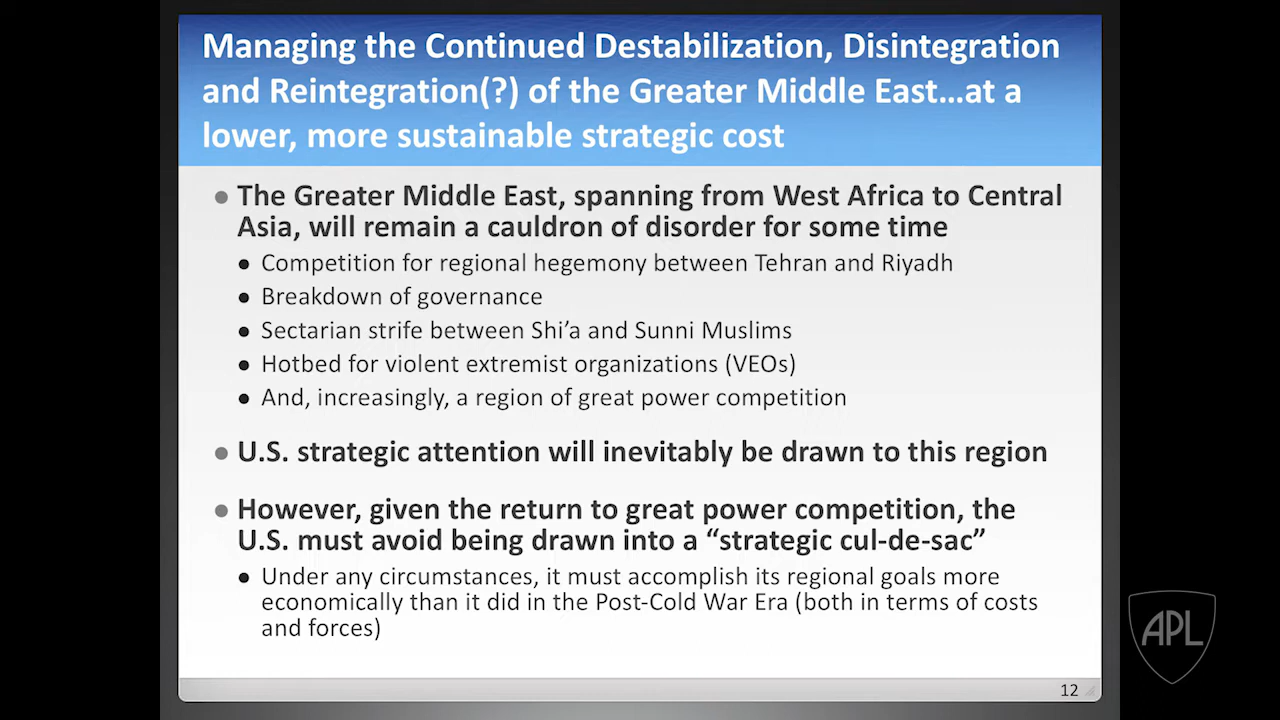 Managing the Continued Destabilization, Disintegration
and Reintegration(?) of the Greater Middle East…at a
lower, more sustainable strategic cost
● The Greater Middle East, spanning from West Africa to Central
Asia, will remain a cauldron of disorder for some time
● Competition for regional hegemony between Tehran and Riyadh
● Breakdown of governance
● Sectarian strife between Shi’a and Sunni Muslims
● Hotbed for violent extremist organizations (VEOs)
● And, increasingly, a region of great power competition
● U.S. strategic attention will inevitably be drawn to this region
● However, given the return to great power competition, the
U.S. must avoid being drawn into a “strategic cul-de-sac”
● Under any circumstances, it must accomplish its regional goals more
economically than it did in the Post-Cold War Era (both in terms of costs
and forces)
12
APL